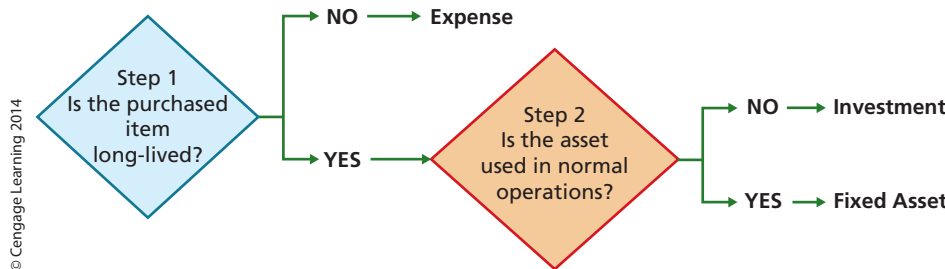 © Cengage Learning 2014
Step 1
Is the purchased
item
long-lived?
NO
Expense
YES
Step 2
Is the asset
used in normal
operations?
NO
Investment
YES
Fixed Asset